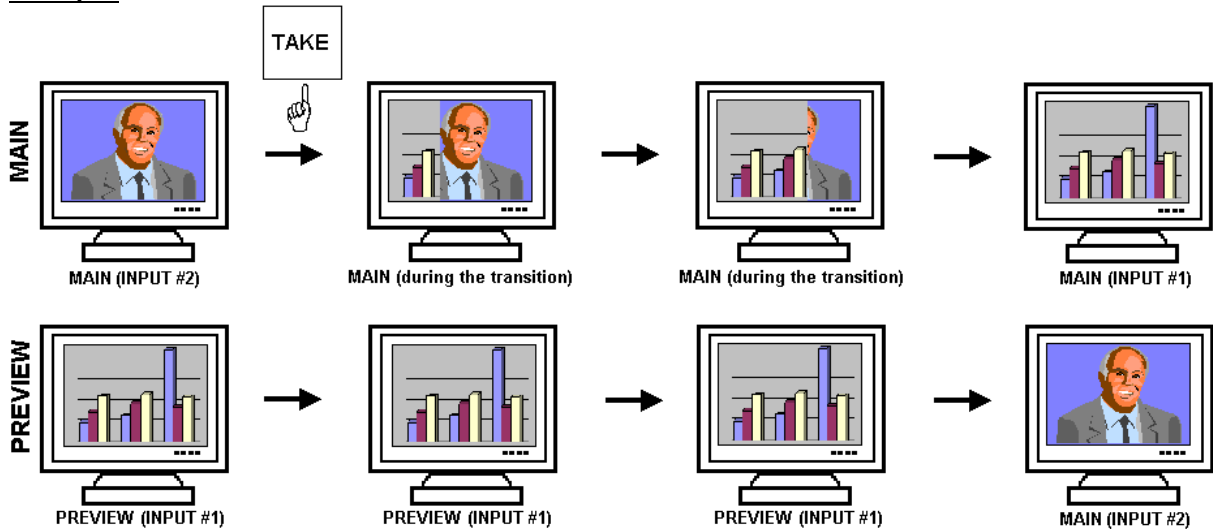 TAKE
MAIN
MAIN (INPUT #2)
MAIN (during the transition)
MAIN (during the transition)
MAIN (INPUT #1)
PREVIEW
PREVIEW (INPUT #1)
PREVIEW (INPUT #1)
PREVIEW (INPUT #1)
MAIN (INPUT #2)